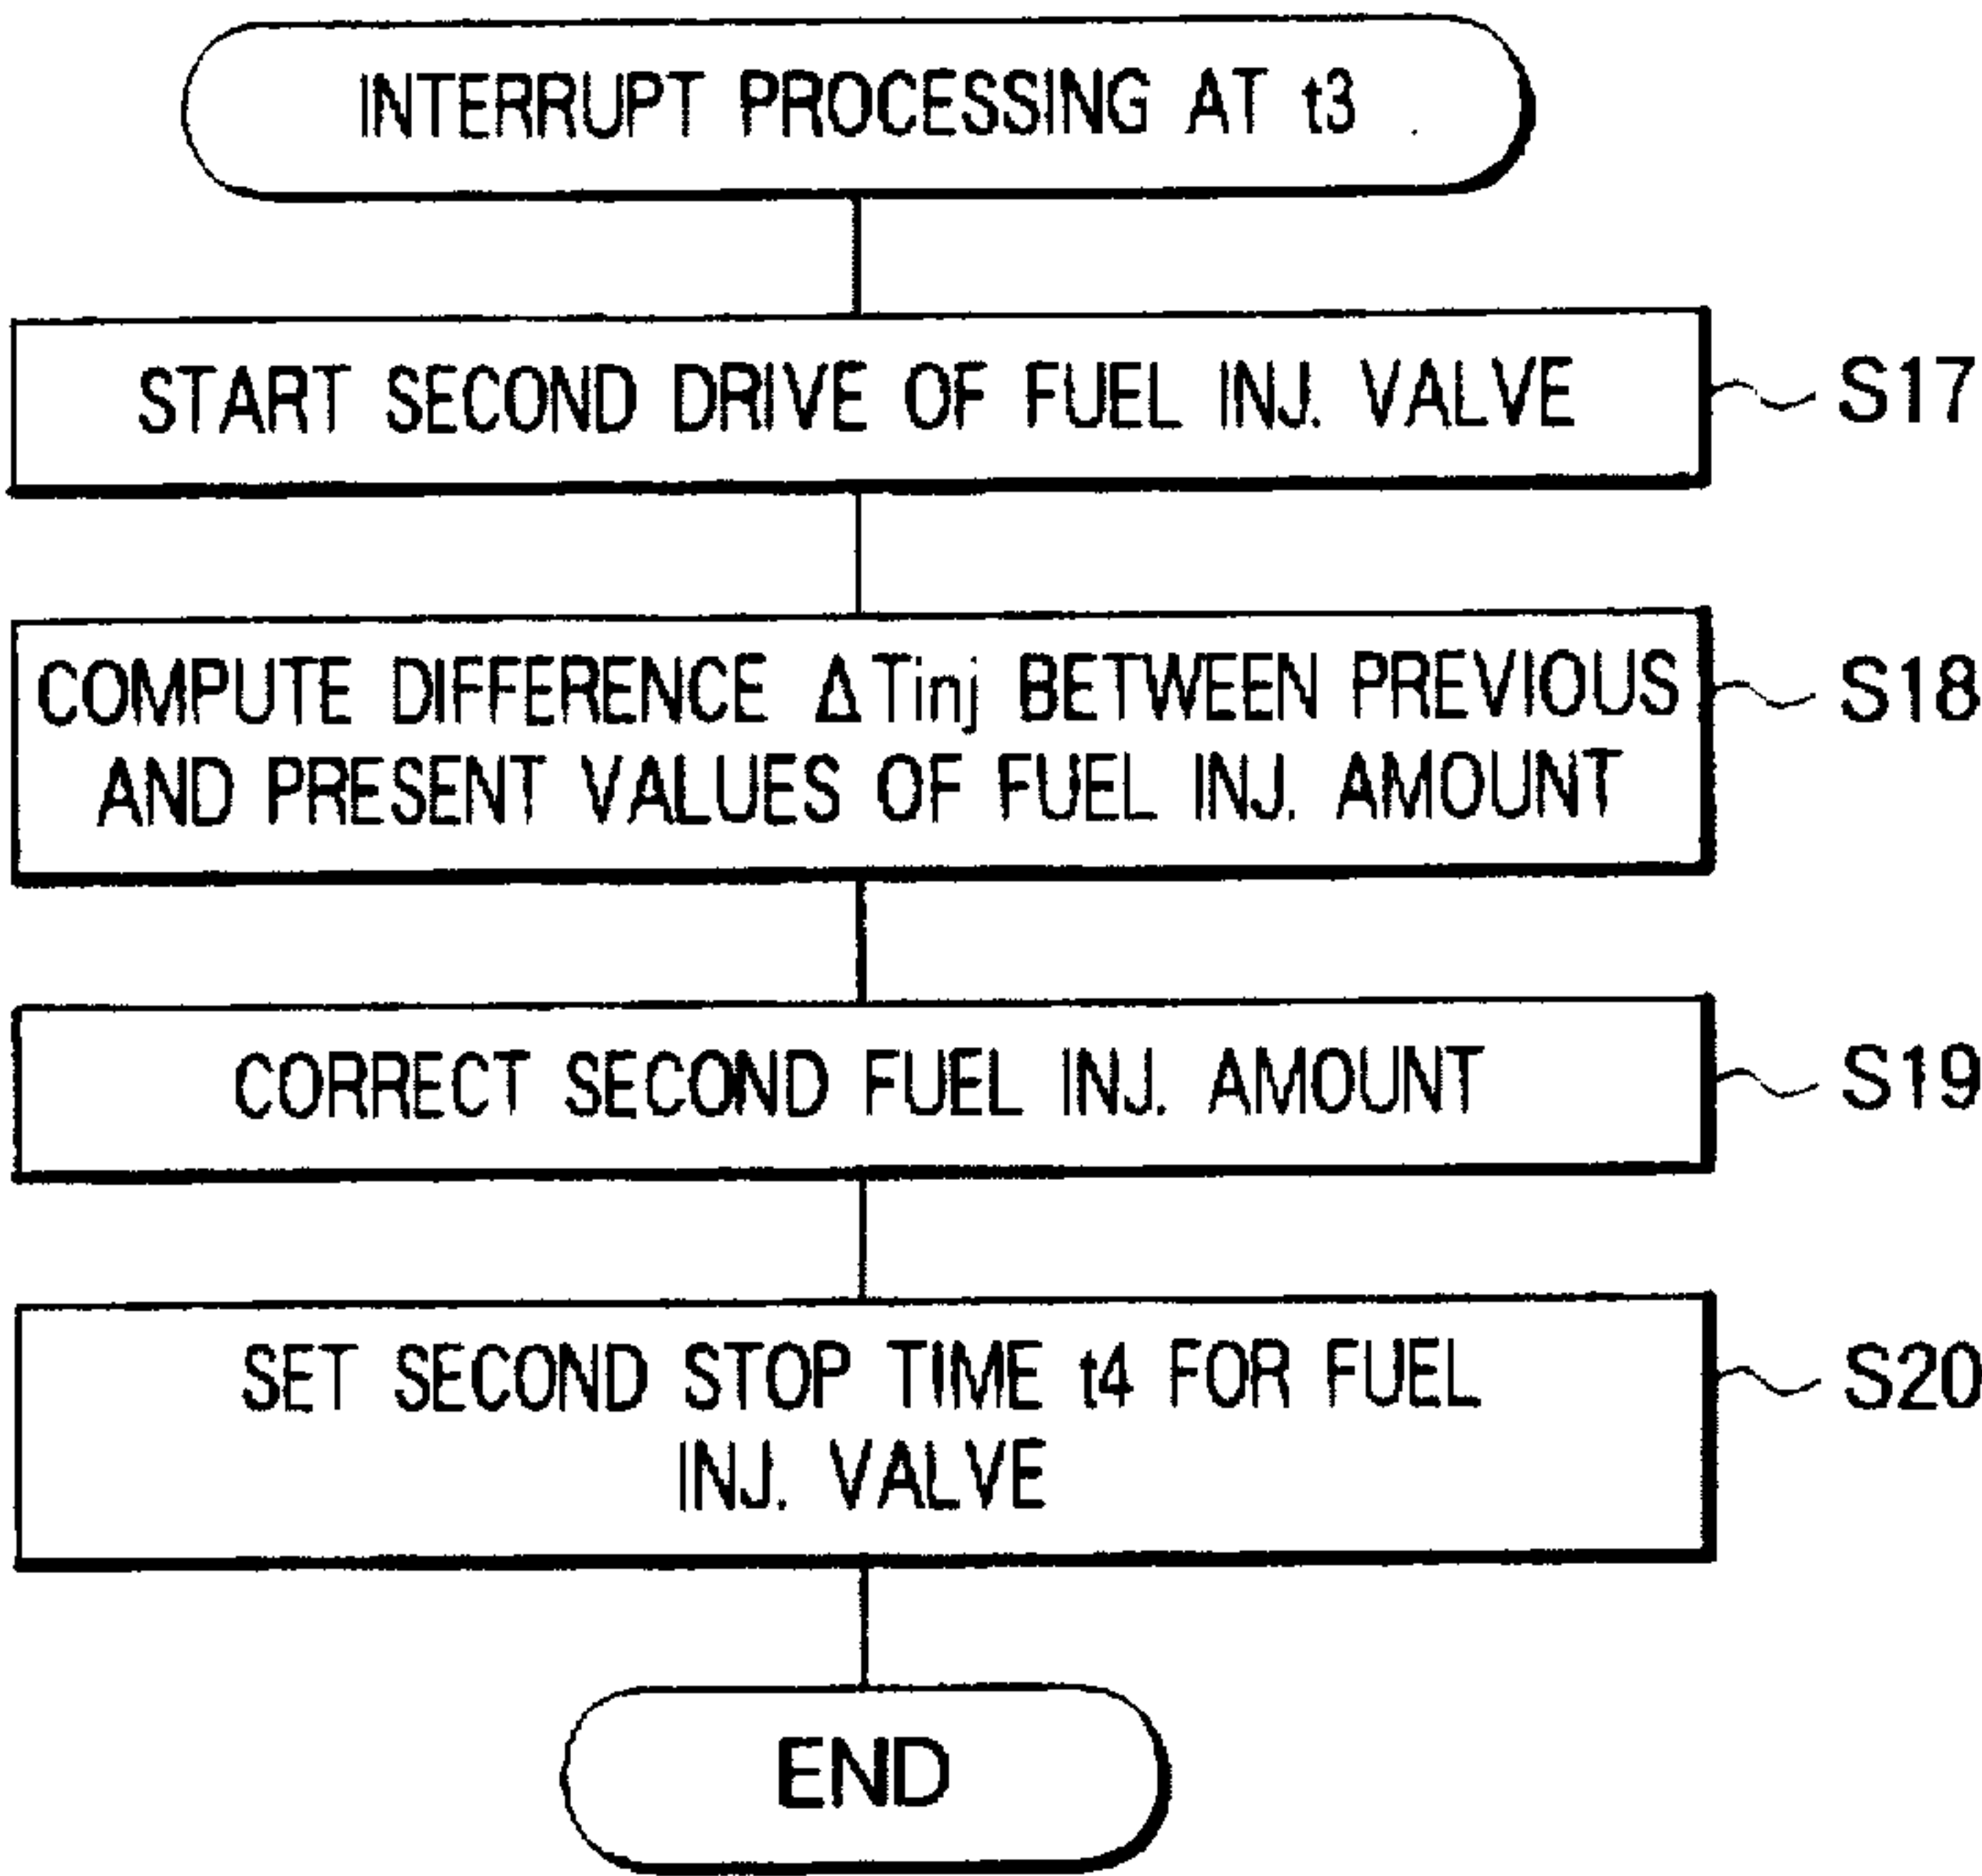 INTERRUPT PROCESSING AT t3
START SECOND DRIVE OF FUEL INJ. VALVE
S17
COMPUTE DIFFERENCE ΔTinj BETWEEN PREVIOUS
AND PRESENT VALUES OF FUEL INJ. AMOUNT
S18
CORRECT SECOND FUEL INJ. AMOUNT
S19
SET SECOND STOP TIME t4 FOR FUEL
INJ. VALVE
S20
END